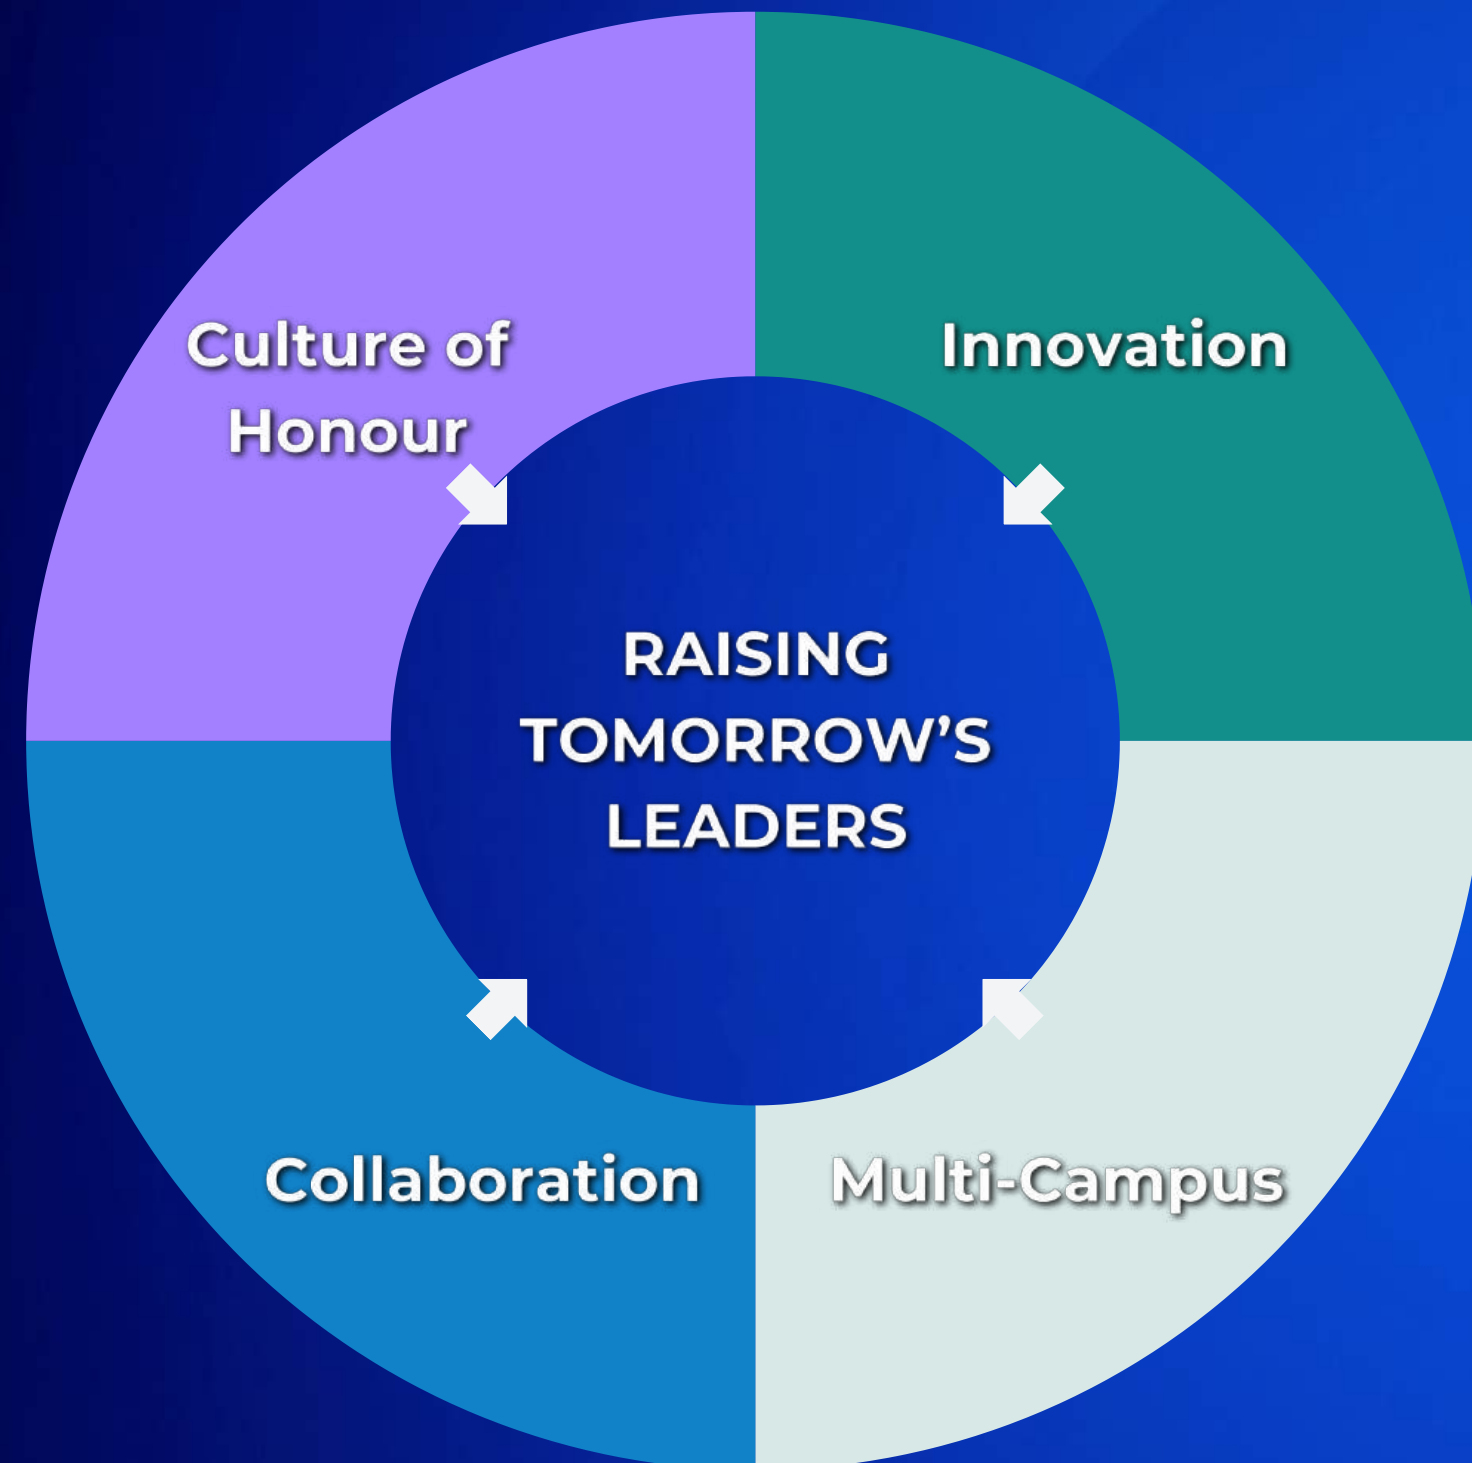 Culture of
Honour
Innovation
RAISING
TOMORROW’S
LEADERS
Collaboration
Multi-Campus